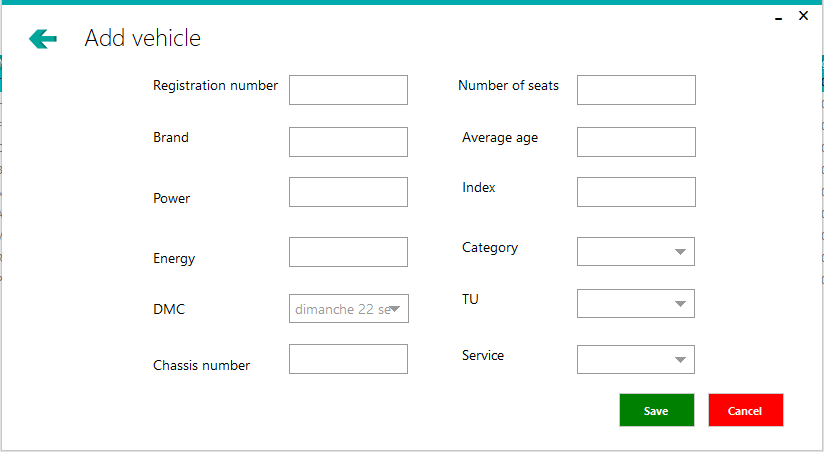 Add vehicle
Registration number
Number of seats
Brand
Average age
Power
Index
Energy
Category
DMC
dimanche 22 se
TU
Chassis number
Service
Save
Cancel